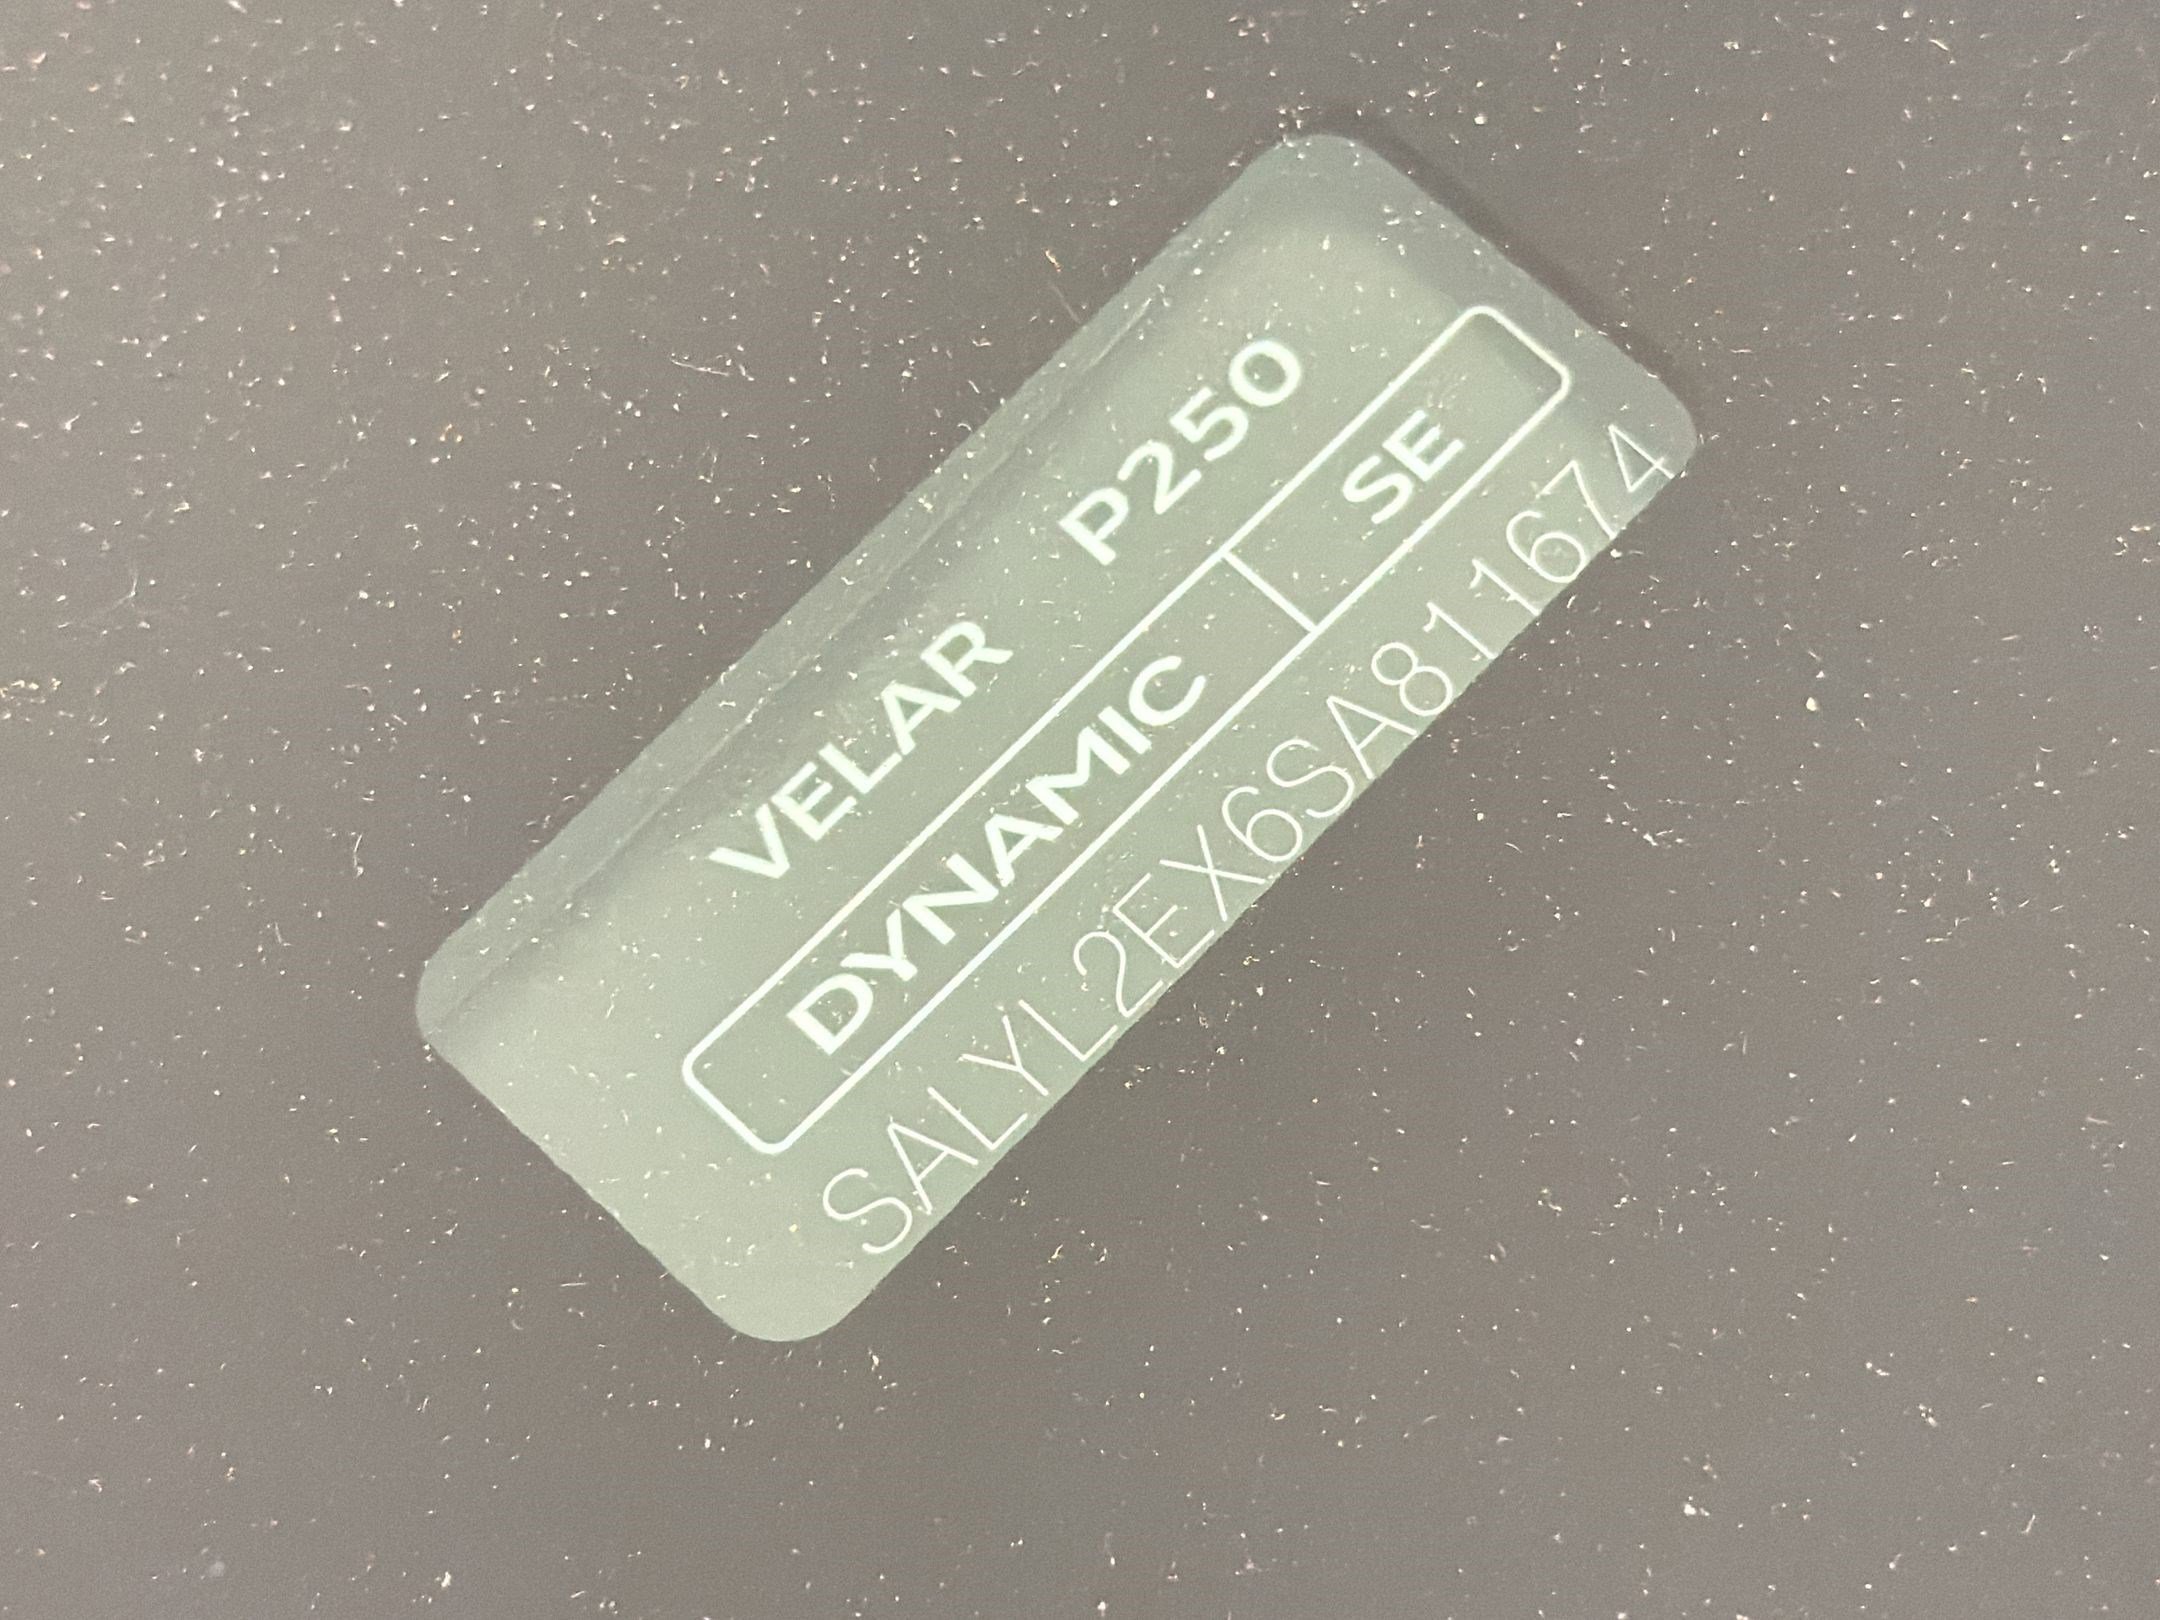 VELAR P250
DYNAMIC SE
SALYL2EX6SA811674